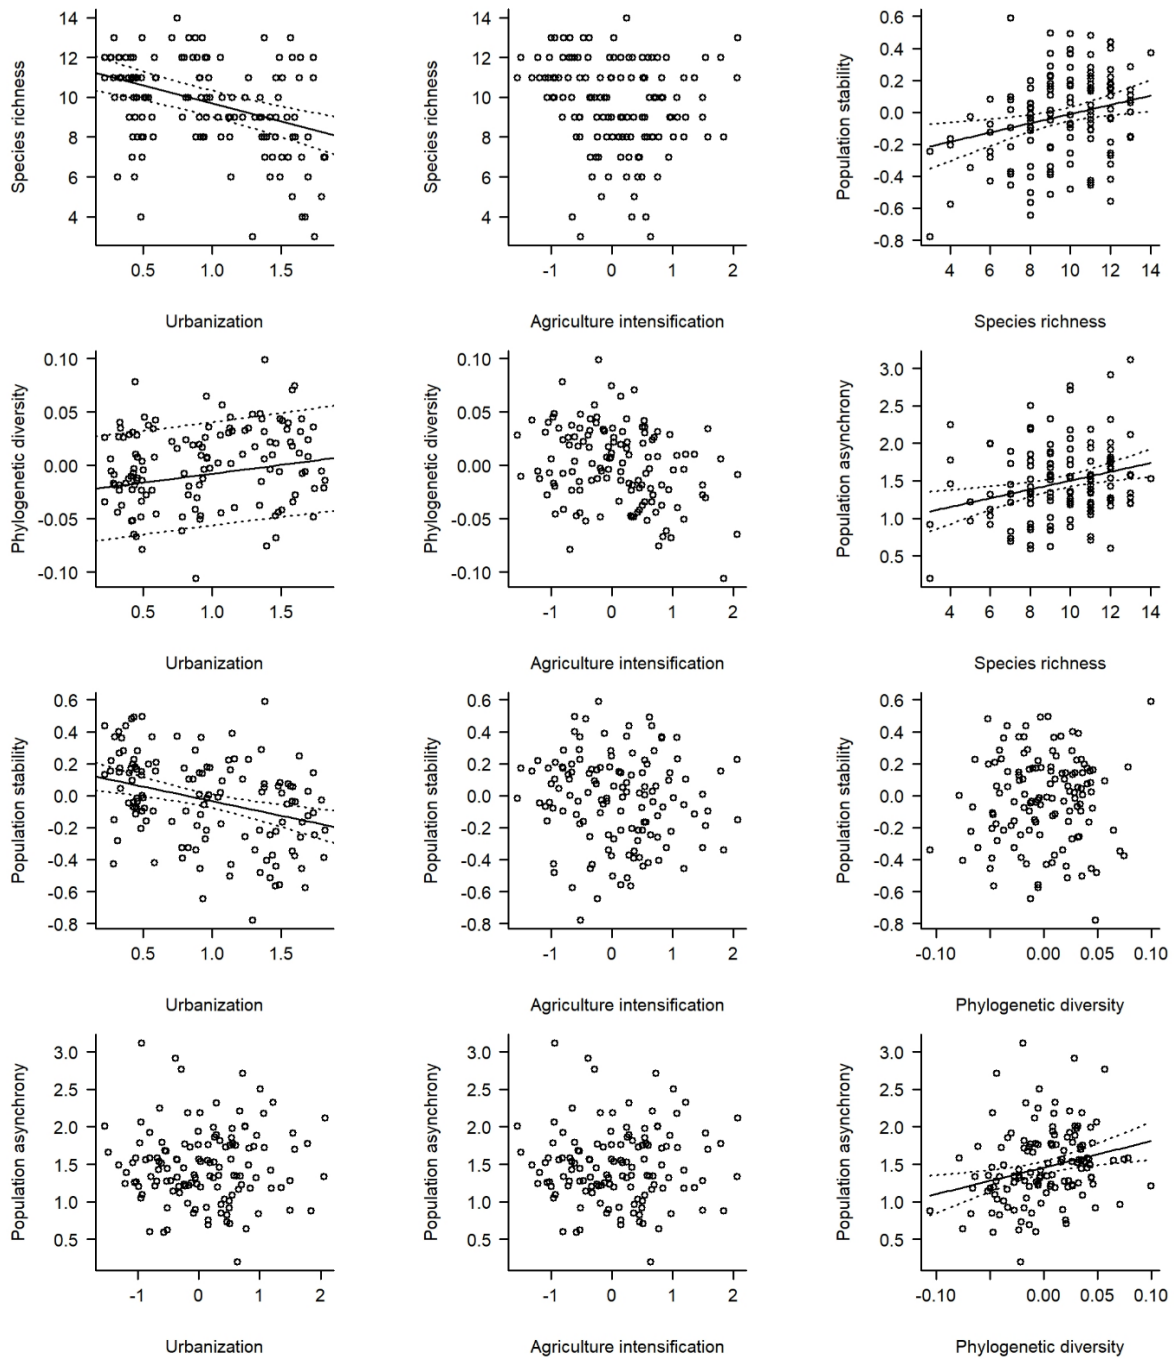 14
12
10
8
6
4
Species richness
0.5 1.0 1.5
Urbanization
14
12
10
8
6
4
Species richness
-1 0 1 2
Agriculture intensification
0.6
0.4
0.2
0.0
-0.2
-0.4
-0.6
-0.8
Population stability
4 6 8 10 12 14
Species richness
0.10
0.05
0.00
-0.05
-0.10
Phylogenetic diversity
0.5 1.0 1.5
Urbanization
0.10
0.05
0.00
-0.05
-0.10
Phylogenetic diversity
-1 0 1 2
Agriculture intensification
3.0
2.5
2.0
1.5
1.0
0.5
Population asynchrony
4 6 8 10 12 14
Species richness
0.6
0.4
0.2
0.0
-0.2
-0.4
-0.6
-0.8
Population stability
0.5 1.0 1.5
Urbanization
0.6
0.4
0.2
0.0
-0.2
-0.4
-0.6
-0.8
Population stability
-1 0 1 2
Agriculture intensification
0.6
0.4
0.2
0.0
-0.2
-0.4
-0.6
-0.8
Population stability
-0.10 0.00 0.05 0.10
Phylogenetic diversity
3.0
2.5
2.0
1.5
1.0
0.5
Population asynchrony
-1 0 1 2
Urbanization
3.0
2.5
2.0
1.5
1.0
0.5
Population asynchrony
-1 0 1 2
Agriculture intensification
3.0
2.5
2.0
1.5
1.0
0.5
Population asynchrony
-0.10 0.00 0.05 0.10
Phylogenetic diversity